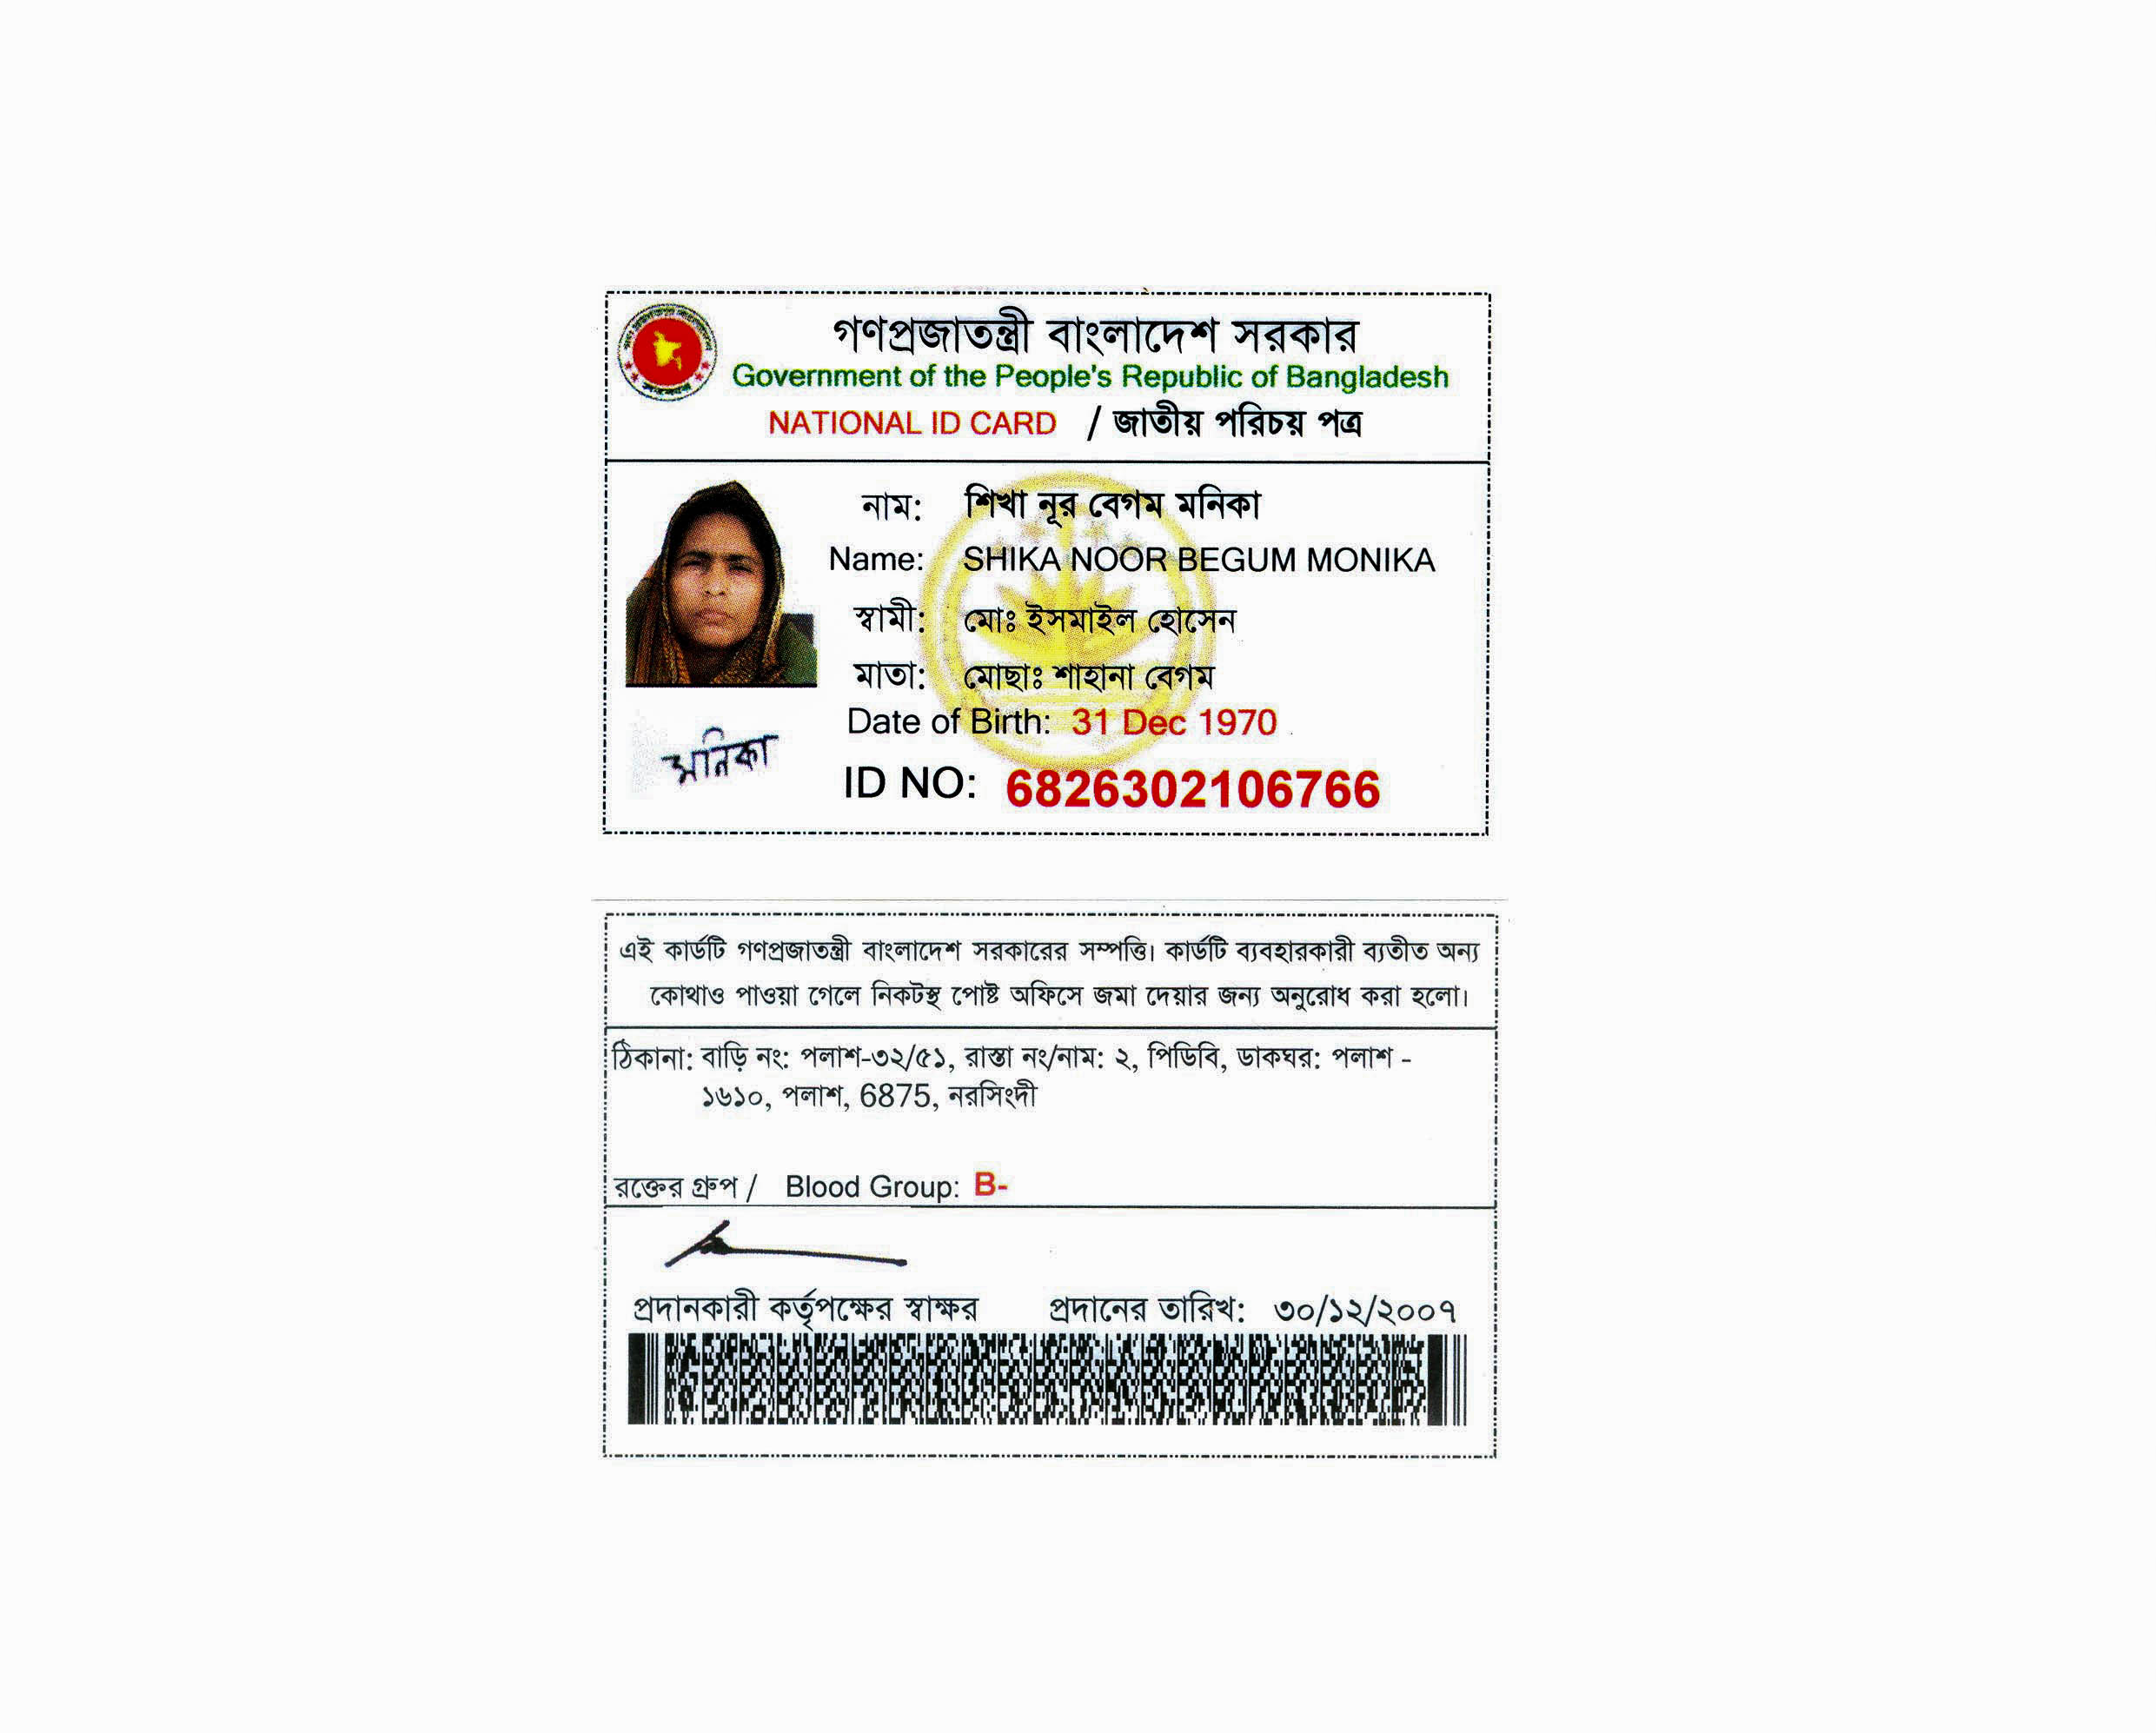 গণপ্রজাতন্ত্রী বাংলাদেশ সরকার
Government of the People's Republic of Bangladesh
NATIONAL ID CARD / জাতীয় পরিচয় পত্র
নাম: শিখা নূর বেগম মনিকা
Name: SHIKA NOOR BEGUM MONIKA
স্বামী: মোঃ ইসমাইল হোসেন
মাতা: মোছাঃ শাহানা বেগম
Date of Birth: 31 Dec 1970
মনিকা
ID NO: 6826302106766
এই কার্ডটি গণপ্রজাতন্ত্রী বাংলাদেশ সরকারের সম্পত্তি। কার্ডটি ব্যবহারকারী ব্যতীত অন্য
কোথাও পাওয়া গেলে নিকটস্থ পোষ্ট অফিসে জমা দেয়ার জন্য অনুরোধ করা হলো।
ঠিকানা: বাড়ি নং: পলাশ-৩২/৫১, রাস্তা নং/নাম: ২, পিডিবি, ডাকঘর: পলাশ -
১৬১০, পলাশ, 6875, নরসিংদী
রক্তের গ্রুপ / Blood Group: B-
প্রদানকারী কর্তৃপক্ষের স্বাক্ষর প্রদানের তারিখ: ৩০/১২/২০০৭